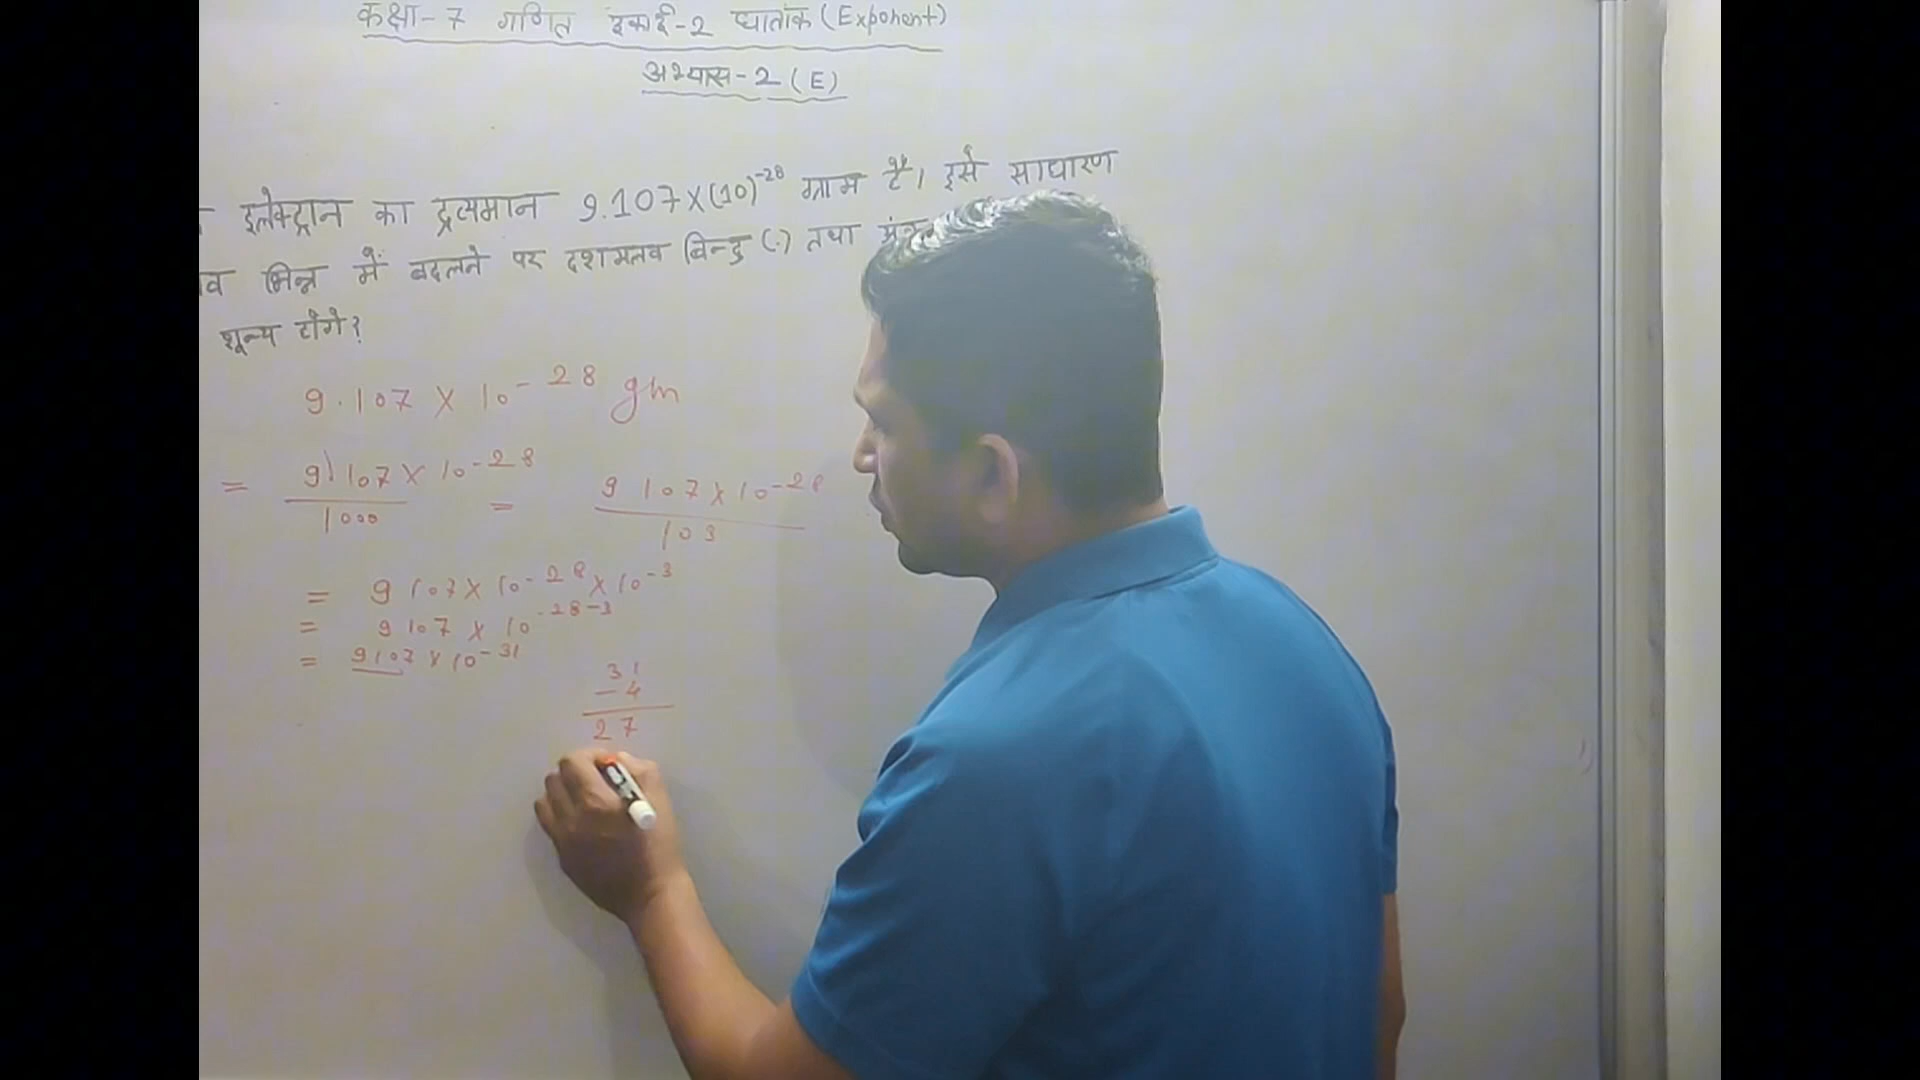 कक्षा-7 गणित इकाई-2 घातांक (Exponent)
अभ्यास-2 (E)
इलेक्ट्रान का द्रव्यमान 9.107×(10)⁻²⁸ ग्राम है, इसे साधारण
व भिन्न में बदलने पर दशमलव बिन्दु (.) तथा
शून्य होंगे?
9.107 × 10⁻²⁸ gm
= 9107 × 10⁻²⁸ / 1000 = 9107 × 10⁻²⁸ / 103
= 9107 × 10⁻²⁸ × 10⁻³
= 9107 × 10⁻²⁸⁻³
= 9107 × 10⁻³¹
31
-4
27